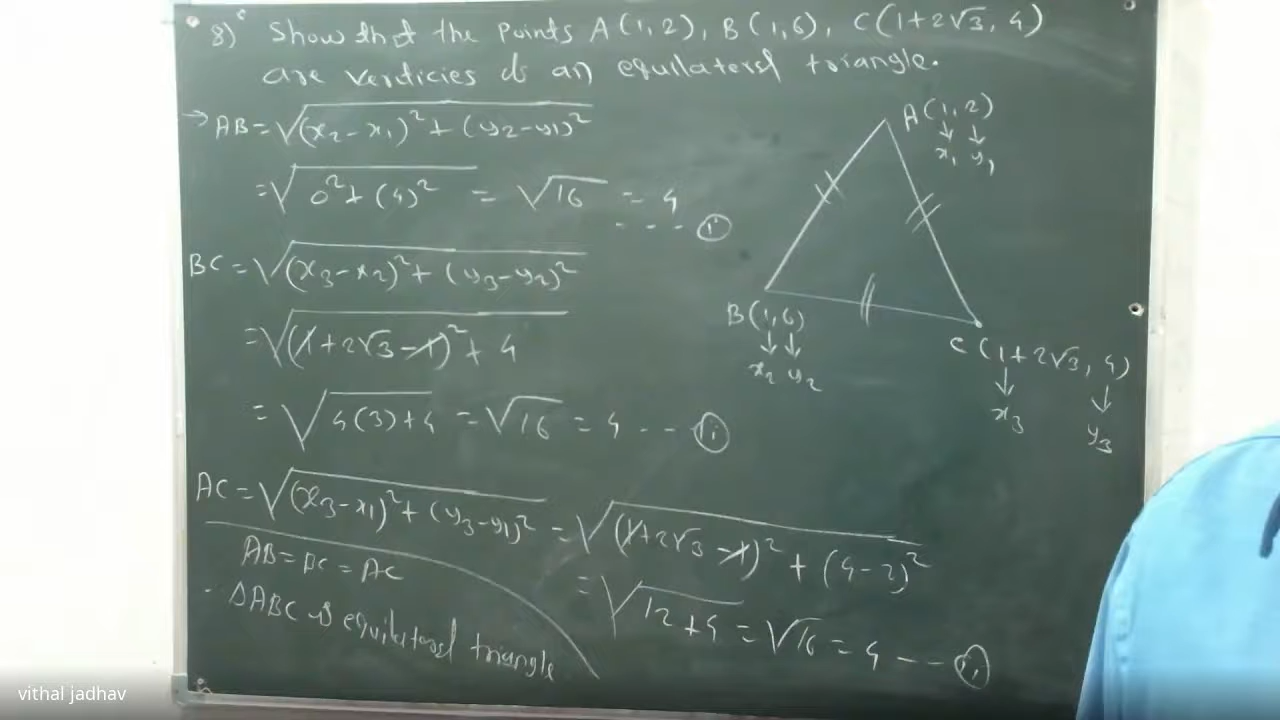 8) Show that the points A(1,2), B(1,6), C(1+2√3, 4)
are verticies of an equilateral triangle.
→ AB = √(x₂-x₁)² + (y₂-y₁)²
= √0² + (4)² = √16 = 4
- - - (i)
BC = √(x₃-x₂)² + (y₃-y₂)²
= √(1+2√3-1)² + 4
= √4(3)+4 = √16 = 4 - - (ii)
AC = √(x₃-x₁)² + (y₃-y₁)² = √(1+2√3-1)² + (4-2)²
= √12+4 = √16 = 4 - - (iii)
AB = BC = AC
∴ ΔABC is equilateral triangle
A(1,2)
↓ ↓
x₁ y₁
B(1,6)
↓ ↓
x₂ y₂
C(1+2√3, 4)
↓ ↓
x₃ y₃
vithal jadhav